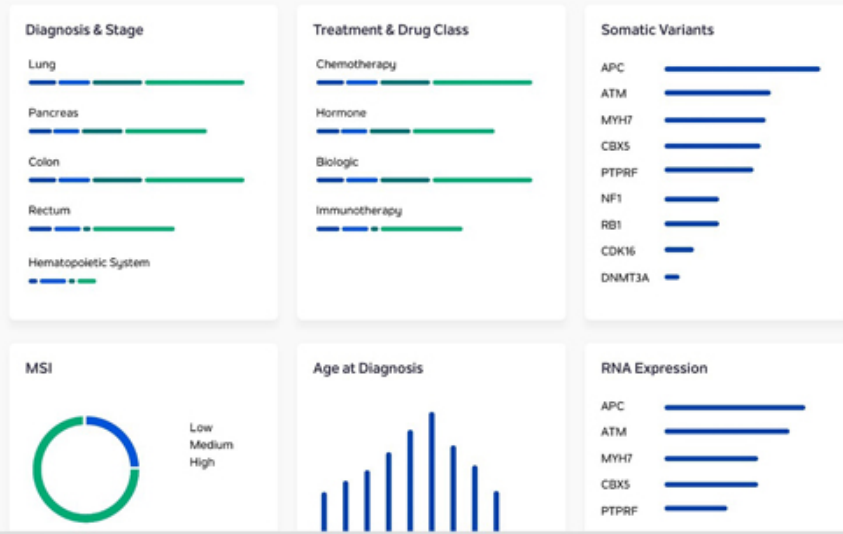 Diagnosis & Stage
Lung
Pancreas
Colon
Rectum
Hematopoietic System
Treatment & Drug Class
Chemotherapy
Hormone
Biologic
Immunotherapy
Somatic Variants
APC
ATM
MYH7
CBX5
PTPRF
NF1
RB1
CDK16
DNMT3A
MSI
Low
Medium
High
Age at Diagnosis
RNA Expression
APC
ATM
MYH7
CBX5
PTPRF